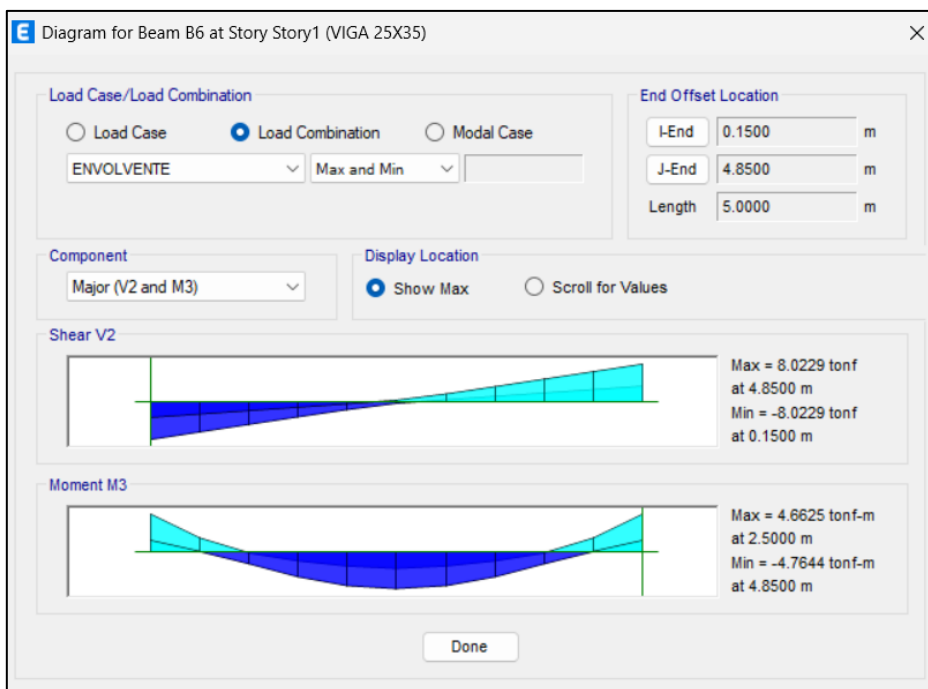 E Diagram for Beam B6 at Story Story1 (VIGA 25X35)
Load Case/Load Combination
Load Case Load Combination Modal Case
ENVOLVENTE Max and Min
End Offset Location
I-End 0.1500 m
J-End 4.8500 m
Length 5.0000 m
Component
Major (V2 and M3)
Display Location
Show Max Scroll for Values
Shear V2
Max = 8.0229 tonf
at 4.8500 m
Min = -8.0229 tonf
at 0.1500 m
Moment M3
Max = 4.6625 tonf-m
at 2.5000 m
Min = -4.7644 tonf-m
at 4.8500 m
Done